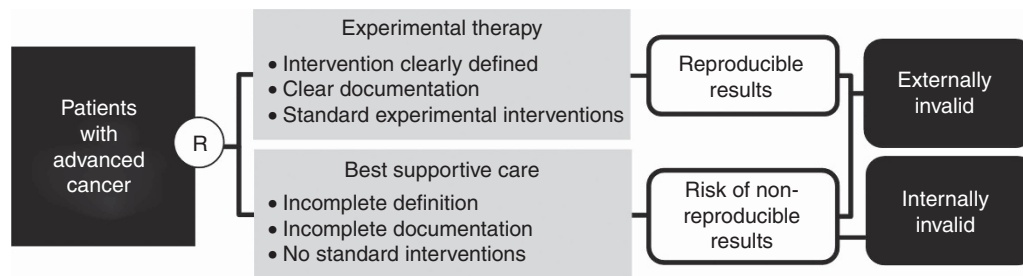 Patients
with
advanced
cancer
R
Experimental therapy
• Intervention clearly defined
• Clear documentation
• Standard experimental interventions
Best supportive care
• Incomplete definition
• Incomplete documentation
• No standard interventions
Reproducible
results
Risk of non-
reproducible
results
Externally
invalid
Internally
invalid